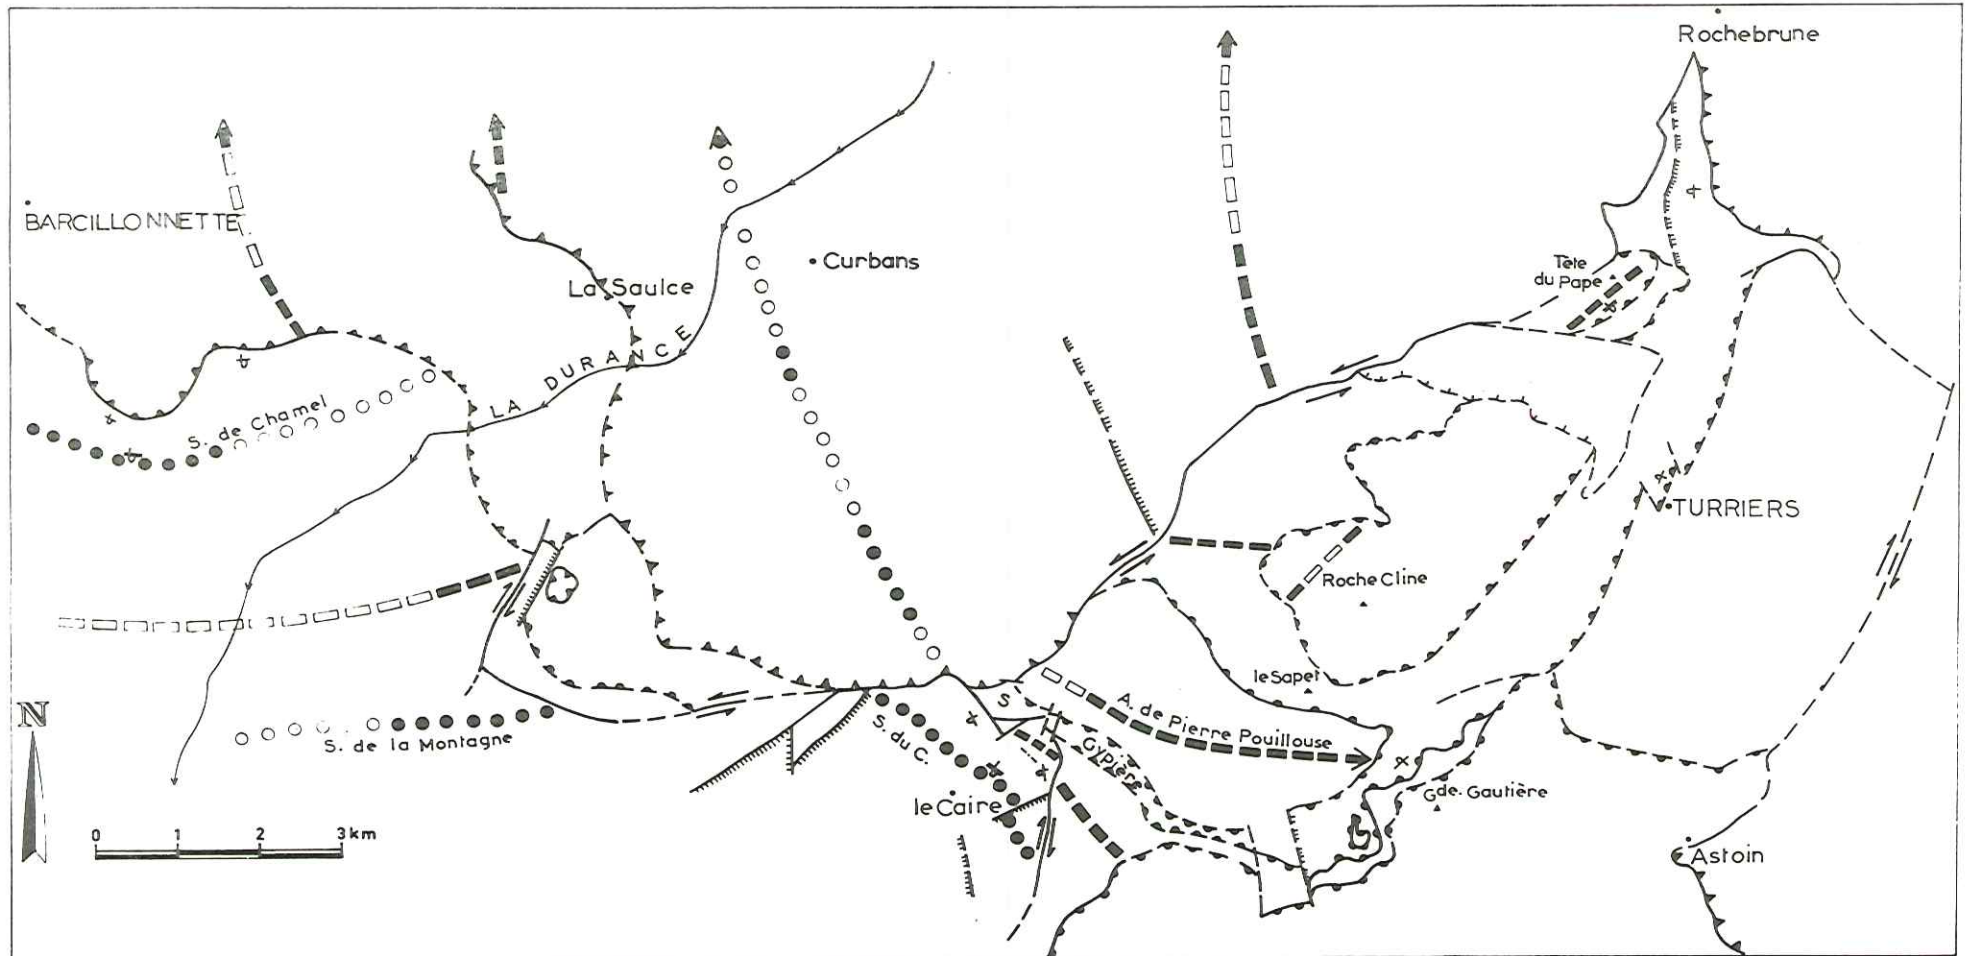 Rochebrune
BARCILLONNETTE
Curbans
La Saulce
Tête
du Pape
LA DURANCE
S. de Chamel
TURRIERS
Roche Cline
le Sapet
A. de Pierre Pouillouse
S
Gypière
S. du C.
S. de la Montagne
N
le Caire
Gde. Gautière
0 1 2 3 km
Astoin